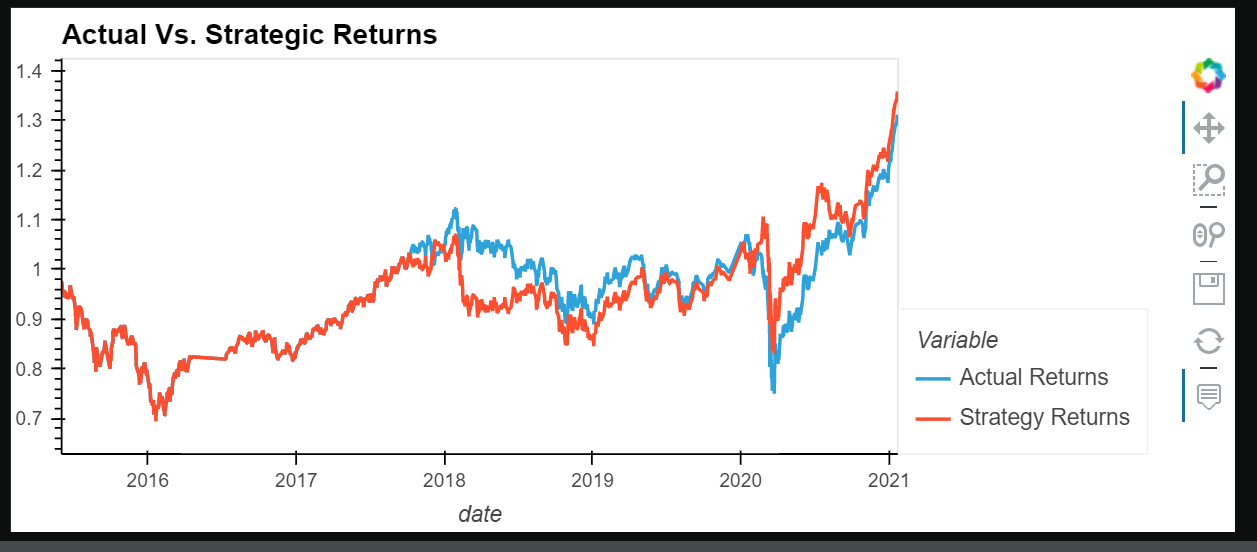 Actual Vs. Strategic Returns
1.4
1.3
1.2
1.1
1
0.9
0.8
0.7
2016 2017 2018 2019 2020 2021
date
Variable
Actual Returns
Strategy Returns